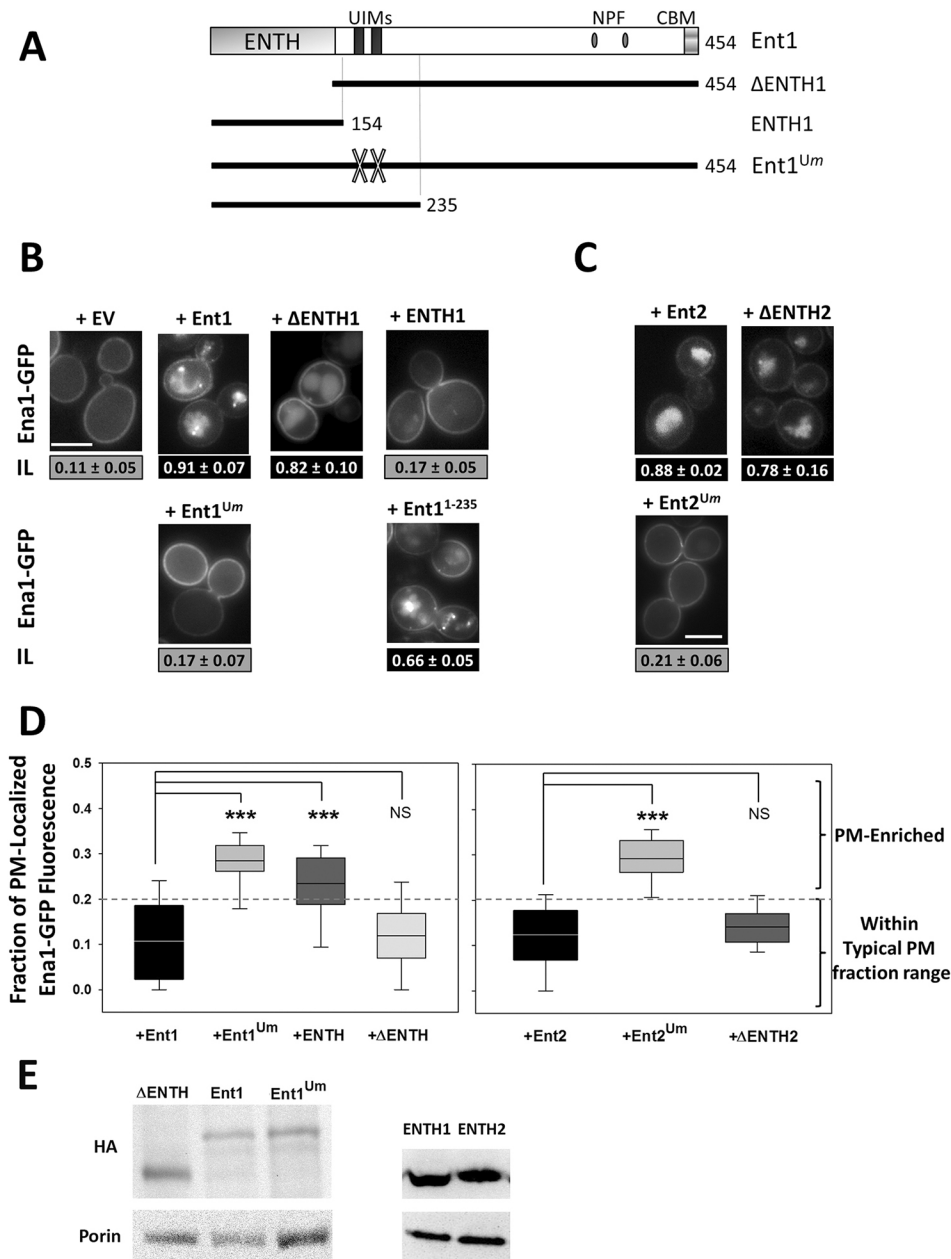 A
UIMs NPF CBM
ENTH 454 Ent1
454 ΔENTH1
154 ENTH1
454 Ent1Um
235
B
C
+ EV + Ent1 + ΔENTH1 + ENTH1
+ Ent2 + ΔENTH2
Ena1-GFP
IL 0.11 ± 0.05 0.91 ± 0.07 0.82 ± 0.10 0.17 ± 0.05
0.88 ± 0.02 0.78 ± 0.16
+ Ent1Um + Ent11-235
+ Ent2Um
Ena1-GFP
IL 0.17 ± 0.07 0.66 ± 0.05
0.21 ± 0.06
D
Fraction of PM-Localized
Ena1-GFP Fluorescence
0.5
0.4
0.3
0.2
0.1
0.0
*** *** NS
*** NS
PM-Enriched
Within
Typical PM
fraction range
+Ent1 +Ent1Um +ENTH +ΔENTH
+Ent2 +Ent2Um +ΔENTH2
E
ΔENTH Ent1 Ent1Um
ENTH1 ENTH2
HA
Porin